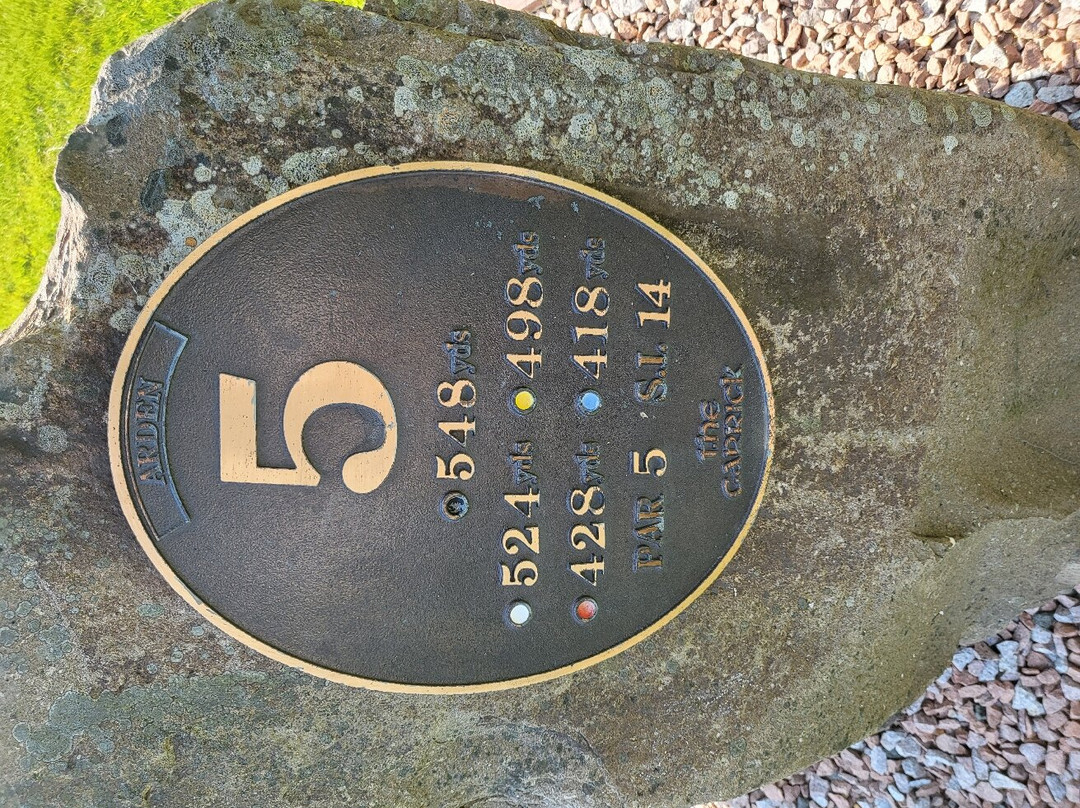 ARDEN
5
548yds
524yds 498yds
428yds 418yds
PAR 5 S.I. 14
the
CARRICK